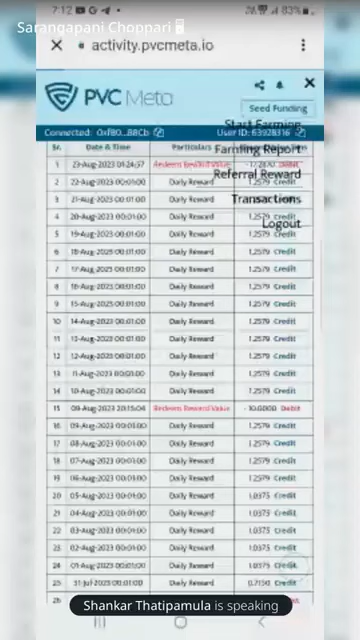 7:12
83%
Sarangapani Choppari
activity.pvcmeta.io
PVC Meta
Seed Funding
Connected: 0xf80...BBCb User ID: 63928316
Start Farming
Farming Report
Referral Reward
Transactions
Logout
Sr. Date & Time Particulars
1 23-Aug-2023 01:24:57 Redeem Reward Value Debit
2 22-Aug-2023 00:01:00 Daily Reward 1.2579 Credit
3 21-Aug-2023 00:01:00 Daily Reward
4 20-Aug-2023 00:01:00 Daily Reward 1.2579 Credit
5 19-Aug-2023 00:01:00 Daily Reward 1.2579 Credit
6 18-Aug-2023 00:01:00 Daily Reward 1.2579 Credit
7 17-Aug-2023 00:01:00 Daily Reward 1.2579 Credit
8 16-Aug-2023 00:01:00 Daily Reward 1.2579 Credit
9 15-Aug-2023 00:01:00 Daily Reward 1.2579 Credit
10 14-Aug-2023 00:01:00 Daily Reward 1.2579 Credit
11 13-Aug-2023 00:01:00 Daily Reward 1.2579 Credit
12 12-Aug-2023 00:01:00 Daily Reward 1.2579 Credit
13 11-Aug-2023 00:01:00 Daily Reward 1.2579 Credit
14 10-Aug-2023 00:01:00 Daily Reward 1.2579 Credit
15 09-Aug-2023 20:15:04 Redeem Reward Value -10.0000 Debit
16 09-Aug-2023 00:01:00 Daily Reward 1.2579 Credit
17 08-Aug-2023 00:01:00 Daily Reward 1.2579 Credit
18 07-Aug-2023 00:01:00 Daily Reward 1.2579 Credit
19 06-Aug-2023 00:01:00 Daily Reward 1.2579 Credit
20 05-Aug-2023 00:01:00 Daily Reward 1.0375 Credit
21 04-Aug-2023 00:01:00 Daily Reward 1.0375 Credit
22 03-Aug-2023 00:01:00 Daily Reward 1.0375 Credit
23 02-Aug-2023 00:01:00 Daily Reward 1.0375 Credit
24 01-Aug-2023 00:01:00 Daily Reward 1.0375 Credit
25 31-Jul-2023 00:01:00 Daily Reward 0.7150 Credit
26
Shankar Thatipamula is speaking